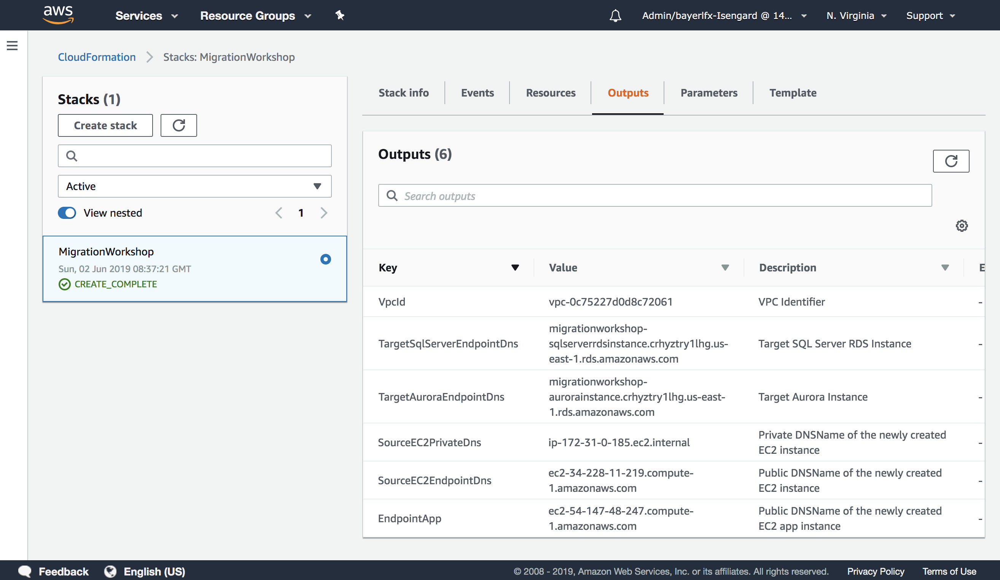 aws
Services
Resource Groups
Admin/bayerlfx-Isengard @ 14...
N. Virginia
Support
CloudFormation
Stacks: MigrationWorkshop
Stacks (1)
Create stack
Active
View nested
1
MigrationWorkshop
Sun, 02 Jun 2019 08:37:21 GMT
CREATE_COMPLETE
Stack info
Events
Resources
Outputs
Parameters
Template
Outputs (6)
Search outputs
Key
Value
Description
E
VpcId
vpc-0c75227d0d8c72061
VPC Identifier
-
TargetSqlServerEndpointDns
migrationworkshop-
sqlserverrdsinstance.crhyztry1lhg.us-
east-1.rds.amazonaws.com
Target SQL Server RDS Instance
-
TargetAuroraEndpointDns
migrationworkshop-
aurorainstance.crhyztry1lhg.us-east-
1.rds.amazonaws.com
Target Aurora Instance
-
SourceEC2PrivateDns
ip-172-31-0-185.ec2.internal
Private DNSName of the newly created
EC2 instance
-
SourceEC2EndpointDns
ec2-34-228-11-219.compute-
1.amazonaws.com
Public DNSName of the newly created
EC2 instance
-
EndpointApp
ec2-54-147-48-247.compute-
1.amazonaws.com
Public DNSName of the newly created
EC2 app instance
-
Feedback
English (US)
© 2008 - 2019, Amazon Web Services, Inc. or its affiliates. All rights reserved.
Privacy Policy
Terms of Use